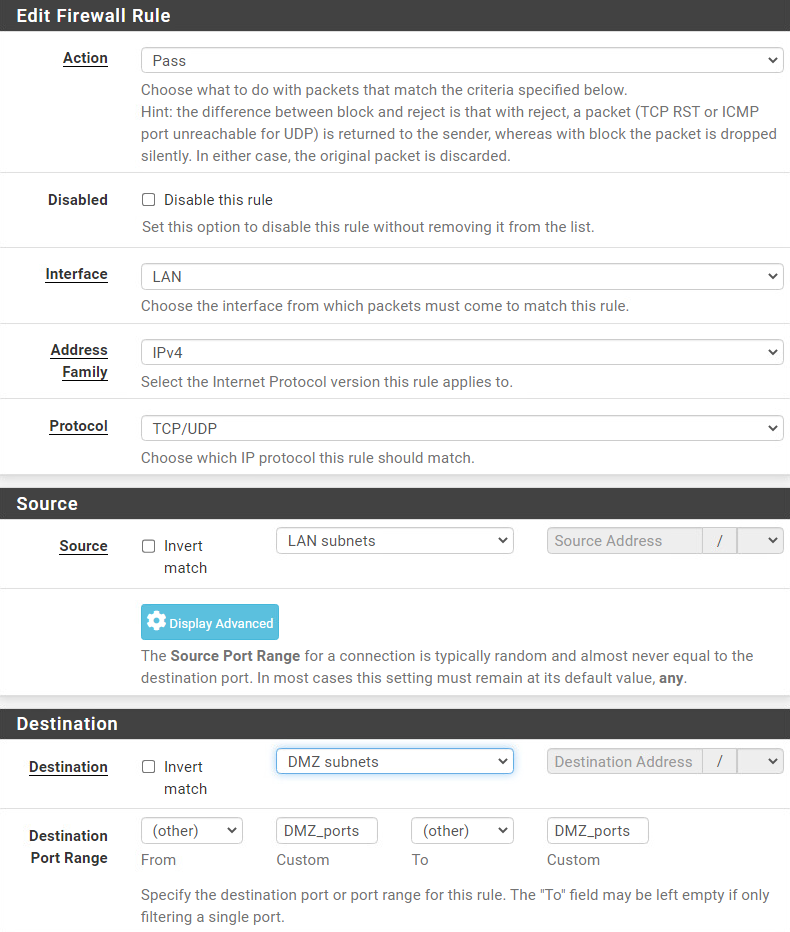 Edit Firewall Rule
Action
Pass
Choose what to do with packets that match the criteria specified below.
Hint: the difference between block and reject is that with reject, a packet (TCP RST or ICMP
port unreachable for UDP) is returned to the sender, whereas with block the packet is dropped
silently. In either case, the original packet is discarded.
Disabled
Disable this rule
Set this option to disable this rule without removing it from the list.
Interface
LAN
Choose the interface from which packets must come to match this rule.
Address
Family
IPv4
Select the Internet Protocol version this rule applies to.
Protocol
TCP/UDP
Choose which IP protocol this rule should match.
Source
Source
Invert
match
LAN subnets
Source Address
/
Display Advanced
The Source Port Range for a connection is typically random and almost never equal to the
destination port. In most cases this setting must remain at its default value, any.
Destination
Destination
Invert
match
DMZ subnets
Destination Address
/
Destination
Port Range
(other)
From
DMZ_ports
Custom
(other)
To
DMZ_ports
Custom
Specify the destination port or port range for this rule. The "To" field may be left empty if only
filtering a single port.